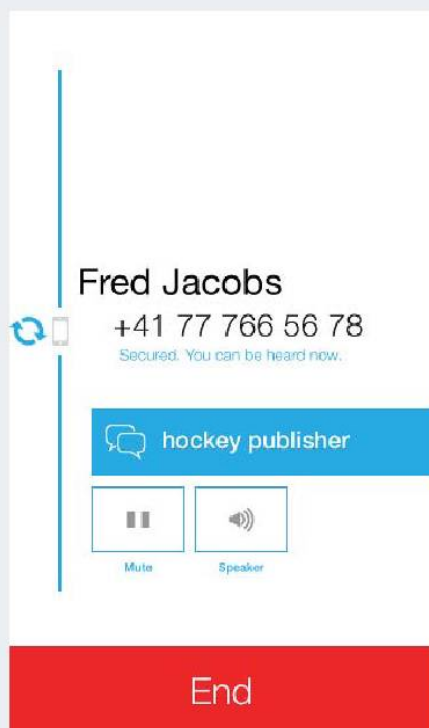 Fred Jacobs
+41 77 766 56 78
Secured. You can be heard now.
hockey publisher
Mute
Speaker
End